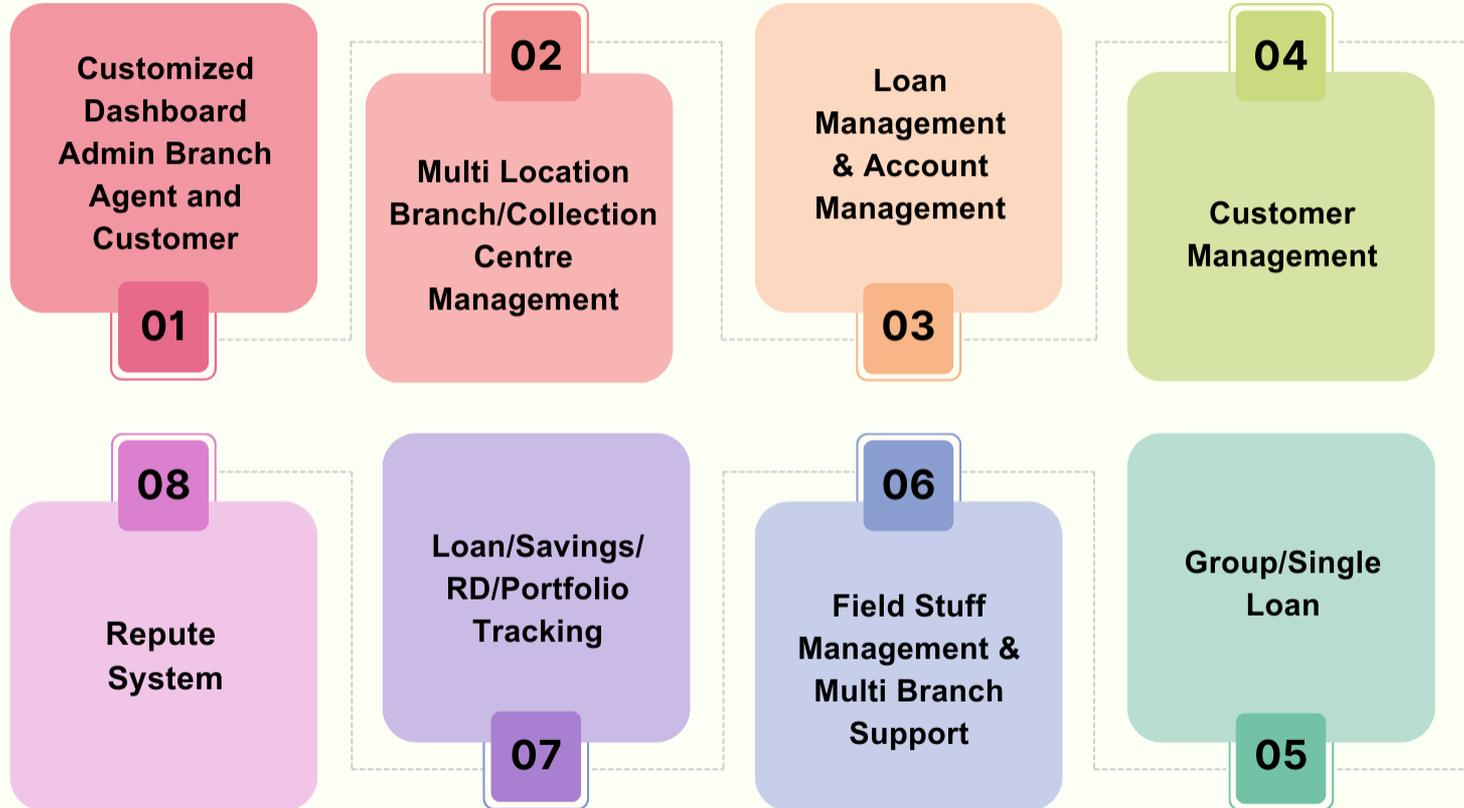 Customized
Dashboard
Admin Branch
Agent and
Customer
01
02
Multi Location
Branch/Collection
Centre
Management
Loan
Management
& Account
Management
03
04
Customer
Management
08
Repute
System
Loan/Savings/
RD/Portfolio
Tracking
07
06
Field Stuff
Management &
Multi Branch
Support
Group/Single
Loan
05